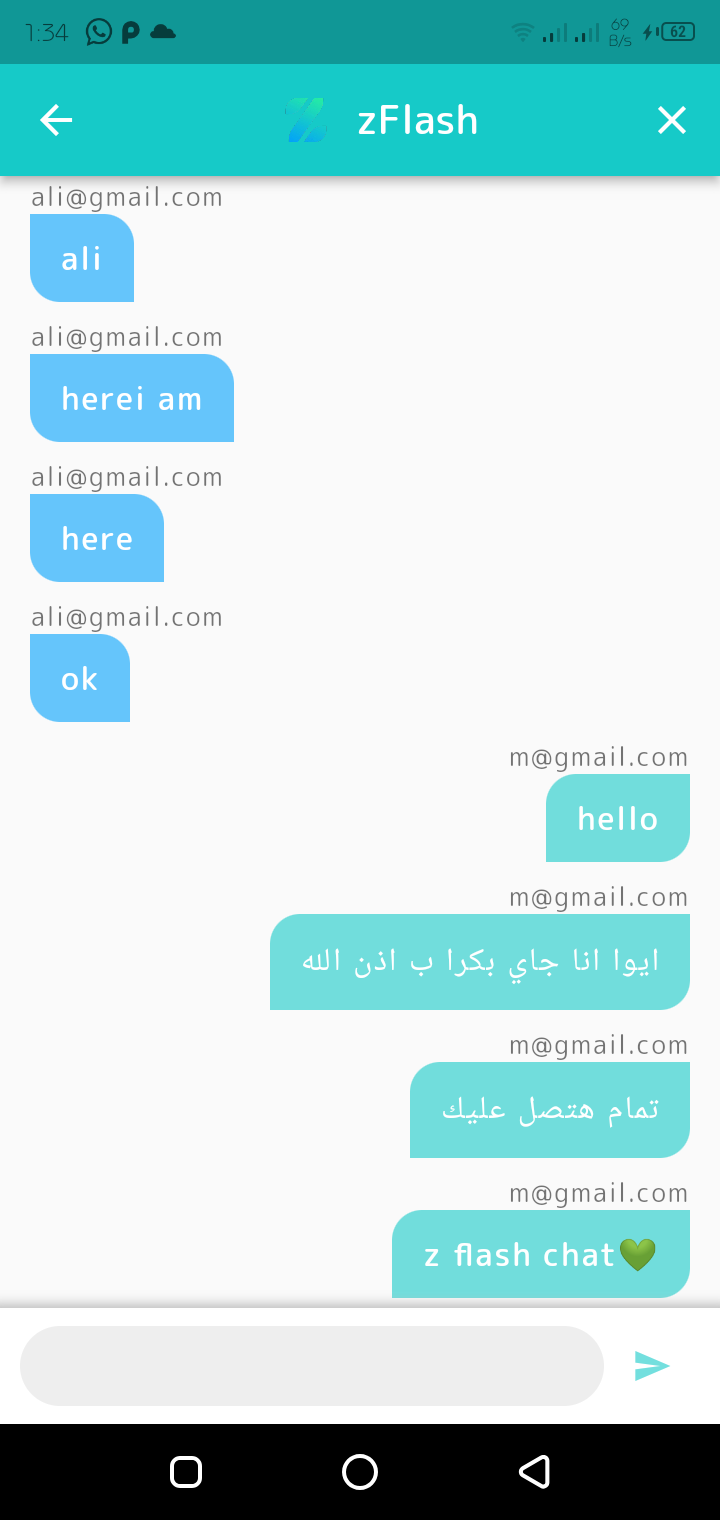 1:34
69
B/s
62
zFlash
ali@gmail.com
ali
ali@gmail.com
herei am
ali@gmail.com
here
ali@gmail.com
ok
m@gmail.com
hello
m@gmail.com
ايوا انا جاي بكرا ب اذن الله
m@gmail.com
تمام هتصل عليك
m@gmail.com
z flash chat💚